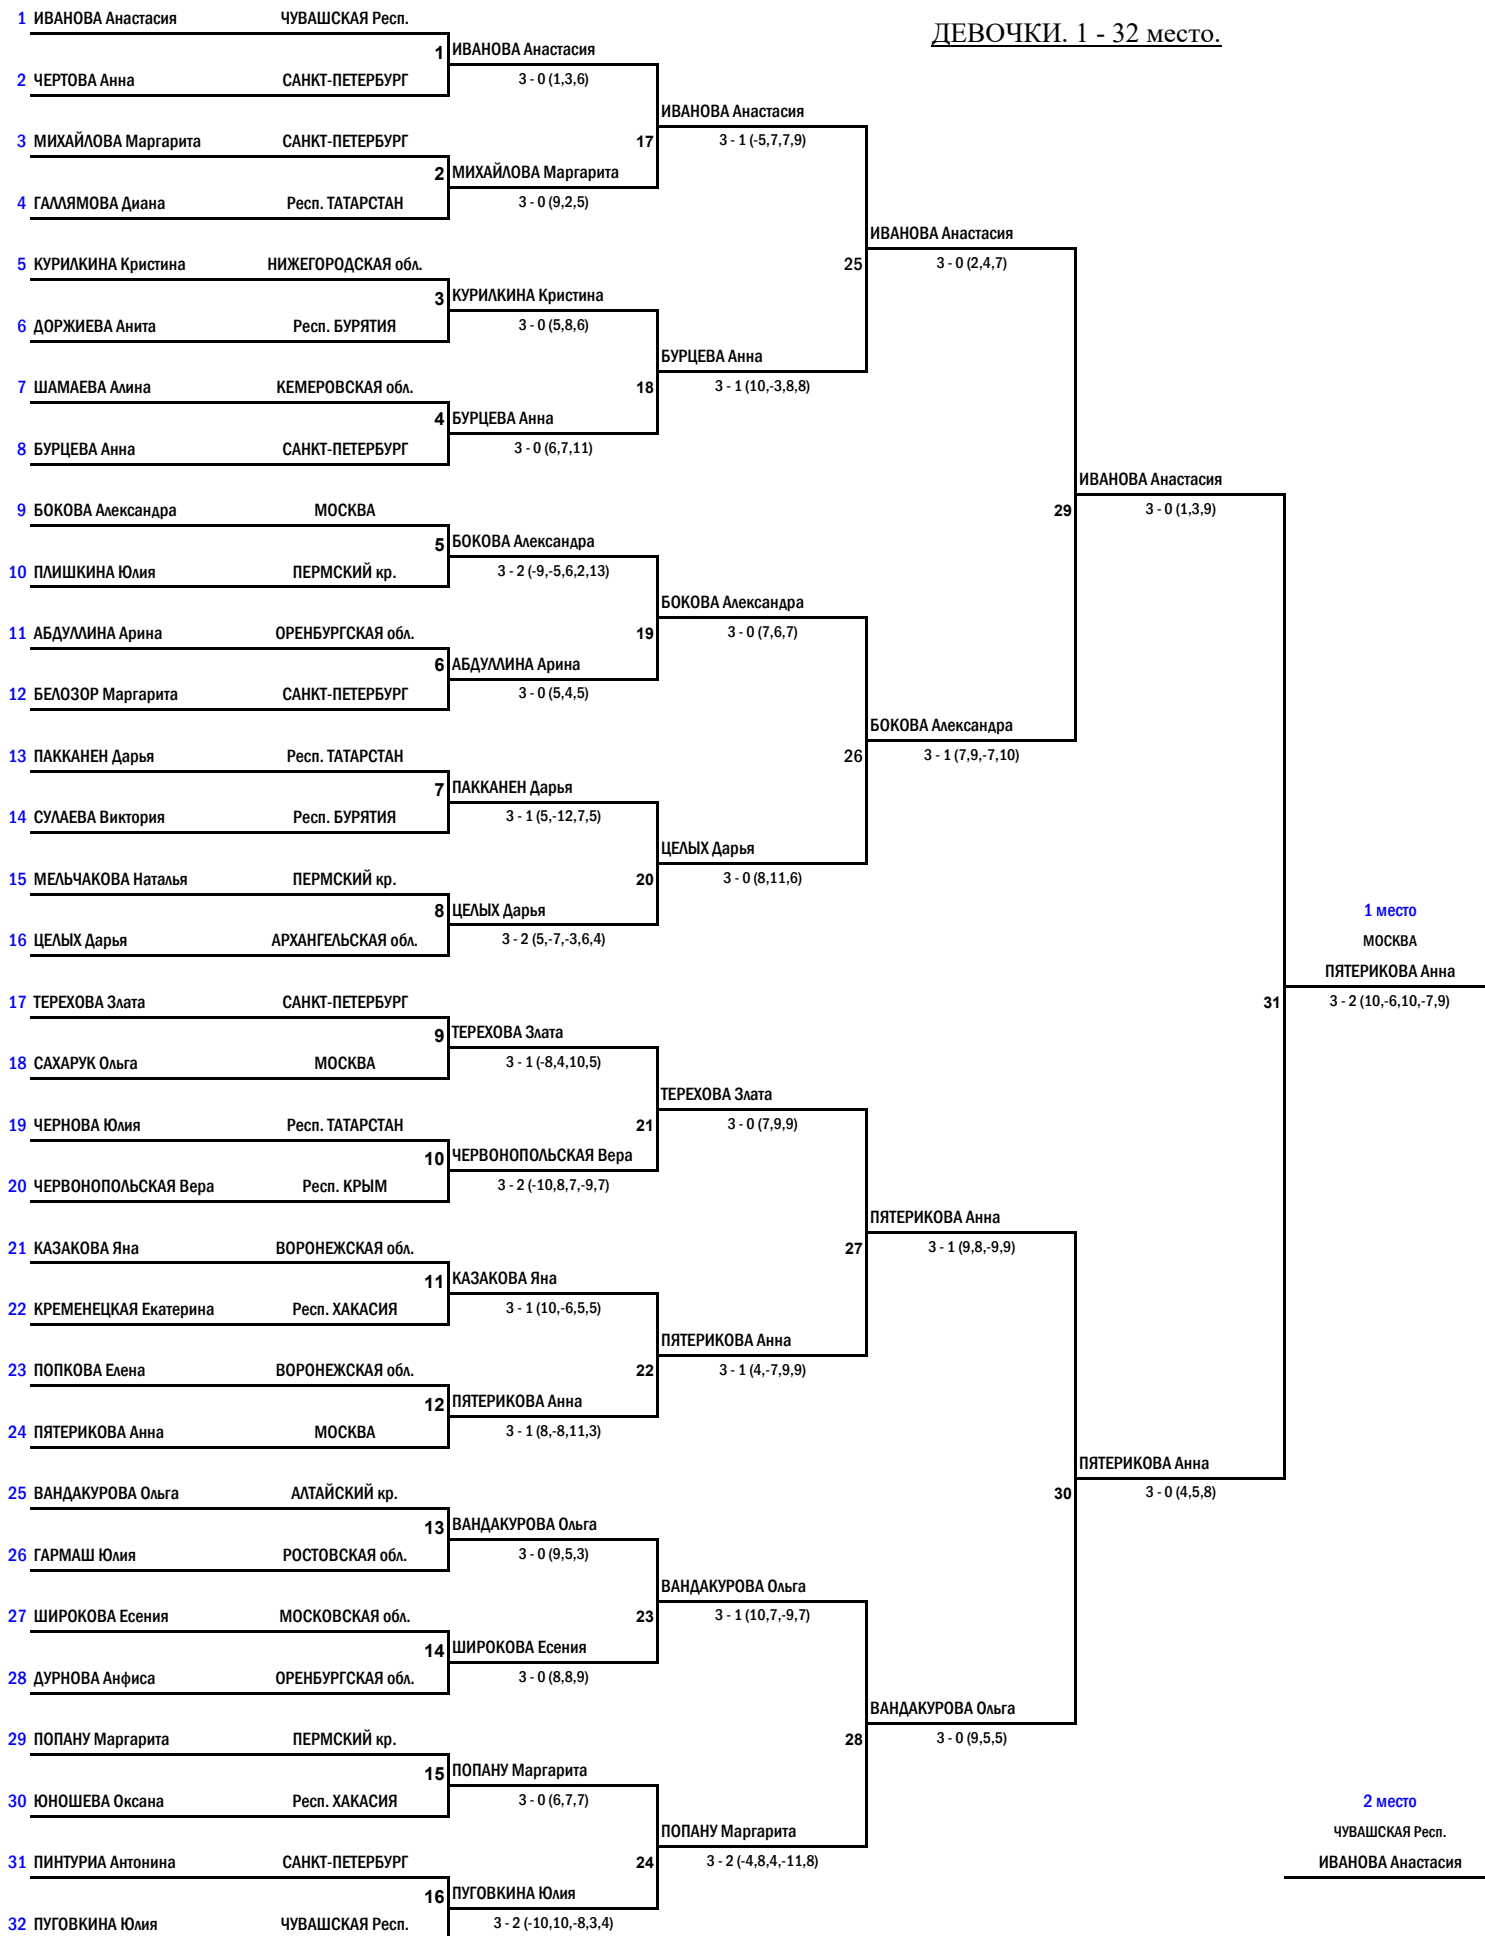 1 ИВАНОВА Анастасия ЧУВАШСКАЯ Респ.
ДЕВОЧКИ. 1 - 32 место.
1 ИВАНОВА Анастасия
2 ЧЕРТОВА Анна САНКТ-ПЕТЕРБУРГ 3 - 0 (1,3,6)
ИВАНОВА Анастасия
3 МИХАЙЛОВА Маргарита САНКТ-ПЕТЕРБУРГ 17 3 - 1 (-5,7,7,9)
2 МИХАЙЛОВА Маргарита
4 ГАЛЛЯМОВА Диана Респ. ТАТАРСТАН 3 - 0 (9,2,5)
ИВАНОВА Анастасия
5 КУРИЛКИНА Кристина НИЖЕГОРОДСКАЯ обл. 25 3 - 0 (2,4,7)
3 КУРИЛКИНА Кристина
6 ДОРЖИЕВА Анита Респ. БУРЯТИЯ 3 - 0 (5,8,6)
БУРЦЕВА Анна
7 ШАМАЕВА Алина КЕМЕРОВСКАЯ обл. 18 3 - 1 (10,-3,8,8)
4 БУРЦЕВА Анна
8 БУРЦЕВА Анна САНКТ-ПЕТЕРБУРГ 3 - 0 (6,7,11)
ИВАНОВА Анастасия
9 БОКОВА Александра МОСКВА 29 3 - 0 (1,3,9)
5 БОКОВА Александра
10 ПЛИШКИНА Юлия ПЕРМСКИЙ кр. 3 - 2 (-9,-5,6,2,13)
БОКОВА Александра
11 АБДУЛЛИНА Арина ОРЕНБУРГСКАЯ обл. 19 3 - 0 (7,6,7)
6 АБДУЛЛИНА Арина
12 БЕЛОЗОР Маргарита САНКТ-ПЕТЕРБУРГ 3 - 0 (5,4,5)
БОКОВА Александра
13 ПАККАНЕН Дарья Респ. ТАТАРСТАН 26 3 - 1 (7,9,-7,10)
7 ПАККАНЕН Дарья
14 СУЛАЕВА Виктория Респ. БУРЯТИЯ 3 - 1 (5,-12,7,5)
ЦЕЛЫХ Дарья
15 МЕЛЬЧАКОВА Наталья ПЕРМСКИЙ кр. 20 3 - 0 (8,11,6)
8 ЦЕЛЫХ Дарья 1 место
16 ЦЕЛЫХ Дарья АРХАНГЕЛЬСКАЯ обл. 3 - 2 (5,-7,-3,6,4) МОСКВА
ПЯТЕРИКОВА Анна
17 ТЕРЕХОВА Злата САНКТ-ПЕТЕРБУРГ 31 3 - 2 (10,-6,10,-7,9)
9 ТЕРЕХОВА Злата
18 САХАРУК Ольга МОСКВА 3 - 1 (-8,4,10,5)
ТЕРЕХОВА Злата
19 ЧЕРНОВА Юлия Респ. ТАТАРСТАН 21 3 - 0 (7,9,9)
10 ЧЕРВОНОПОЛЬСКАЯ Вера
20 ЧЕРВОНОПОЛЬСКАЯ Вера Респ. КРЫМ 3 - 2 (-10,8,7,-9,7)
ПЯТЕРИКОВА Анна
21 КАЗАКОВА Яна ВОРОНЕЖСКАЯ обл. 27 3 - 1 (9,8,-9,9)
11 КАЗАКОВА Яна
22 КРЕМЕНЕЦКАЯ Екатерина Респ. ХАКАСИЯ 3 - 1 (10,-6,5,5)
ПЯТЕРИКОВА Анна
23 ПОПКОВА Елена ВОРОНЕЖСКАЯ обл. 22 3 - 1 (4,-7,9,9)
12 ПЯТЕРИКОВА Анна
24 ПЯТЕРИКОВА Анна МОСКВА 3 - 1 (8,-8,11,3)
ПЯТЕРИКОВА Анна
25 ВАНДАКУРОВА Ольга АЛТАЙСКИЙ кр. 30 3 - 0 (4,5,8)
13 ВАНДАКУРОВА Ольга
26 ГАРМАШ Юлия РОСТОВСКАЯ обл. 3 - 0 (9,5,3)
ВАНДАКУРОВА Ольга
27 ШИРОКОВА Есения МОСКОВСКАЯ обл. 23 3 - 1 (10,7,-9,7)
14 ШИРОКОВА Есения
28 ДУРНОВА Анфиса ОРЕНБУРГСКАЯ обл. 3 - 0 (8,8,9)
ВАНДАКУРОВА Ольга
29 ПОПАНУ Маргарита ПЕРМСКИЙ кр. 28 3 - 0 (9,5,5)
15 ПОПАНУ Маргарита
30 ЮНОШЕВА Оксана Респ. ХАКАСИЯ 3 - 0 (6,7,7) 2 место
ПОПАНУ Маргарита ЧУВАШСКАЯ Респ.
31 ПИНТУРИА Антонина САНКТ-ПЕТЕРБУРГ 24 3 - 2 (-4,8,4,-11,8) ИВАНОВА Анастасия
16 ПУГОВКИНА Юлия
32 ПУГОВКИНА Юлия ЧУВАШСКАЯ Респ. 3 - 2 (-10,10,-8,3,4)